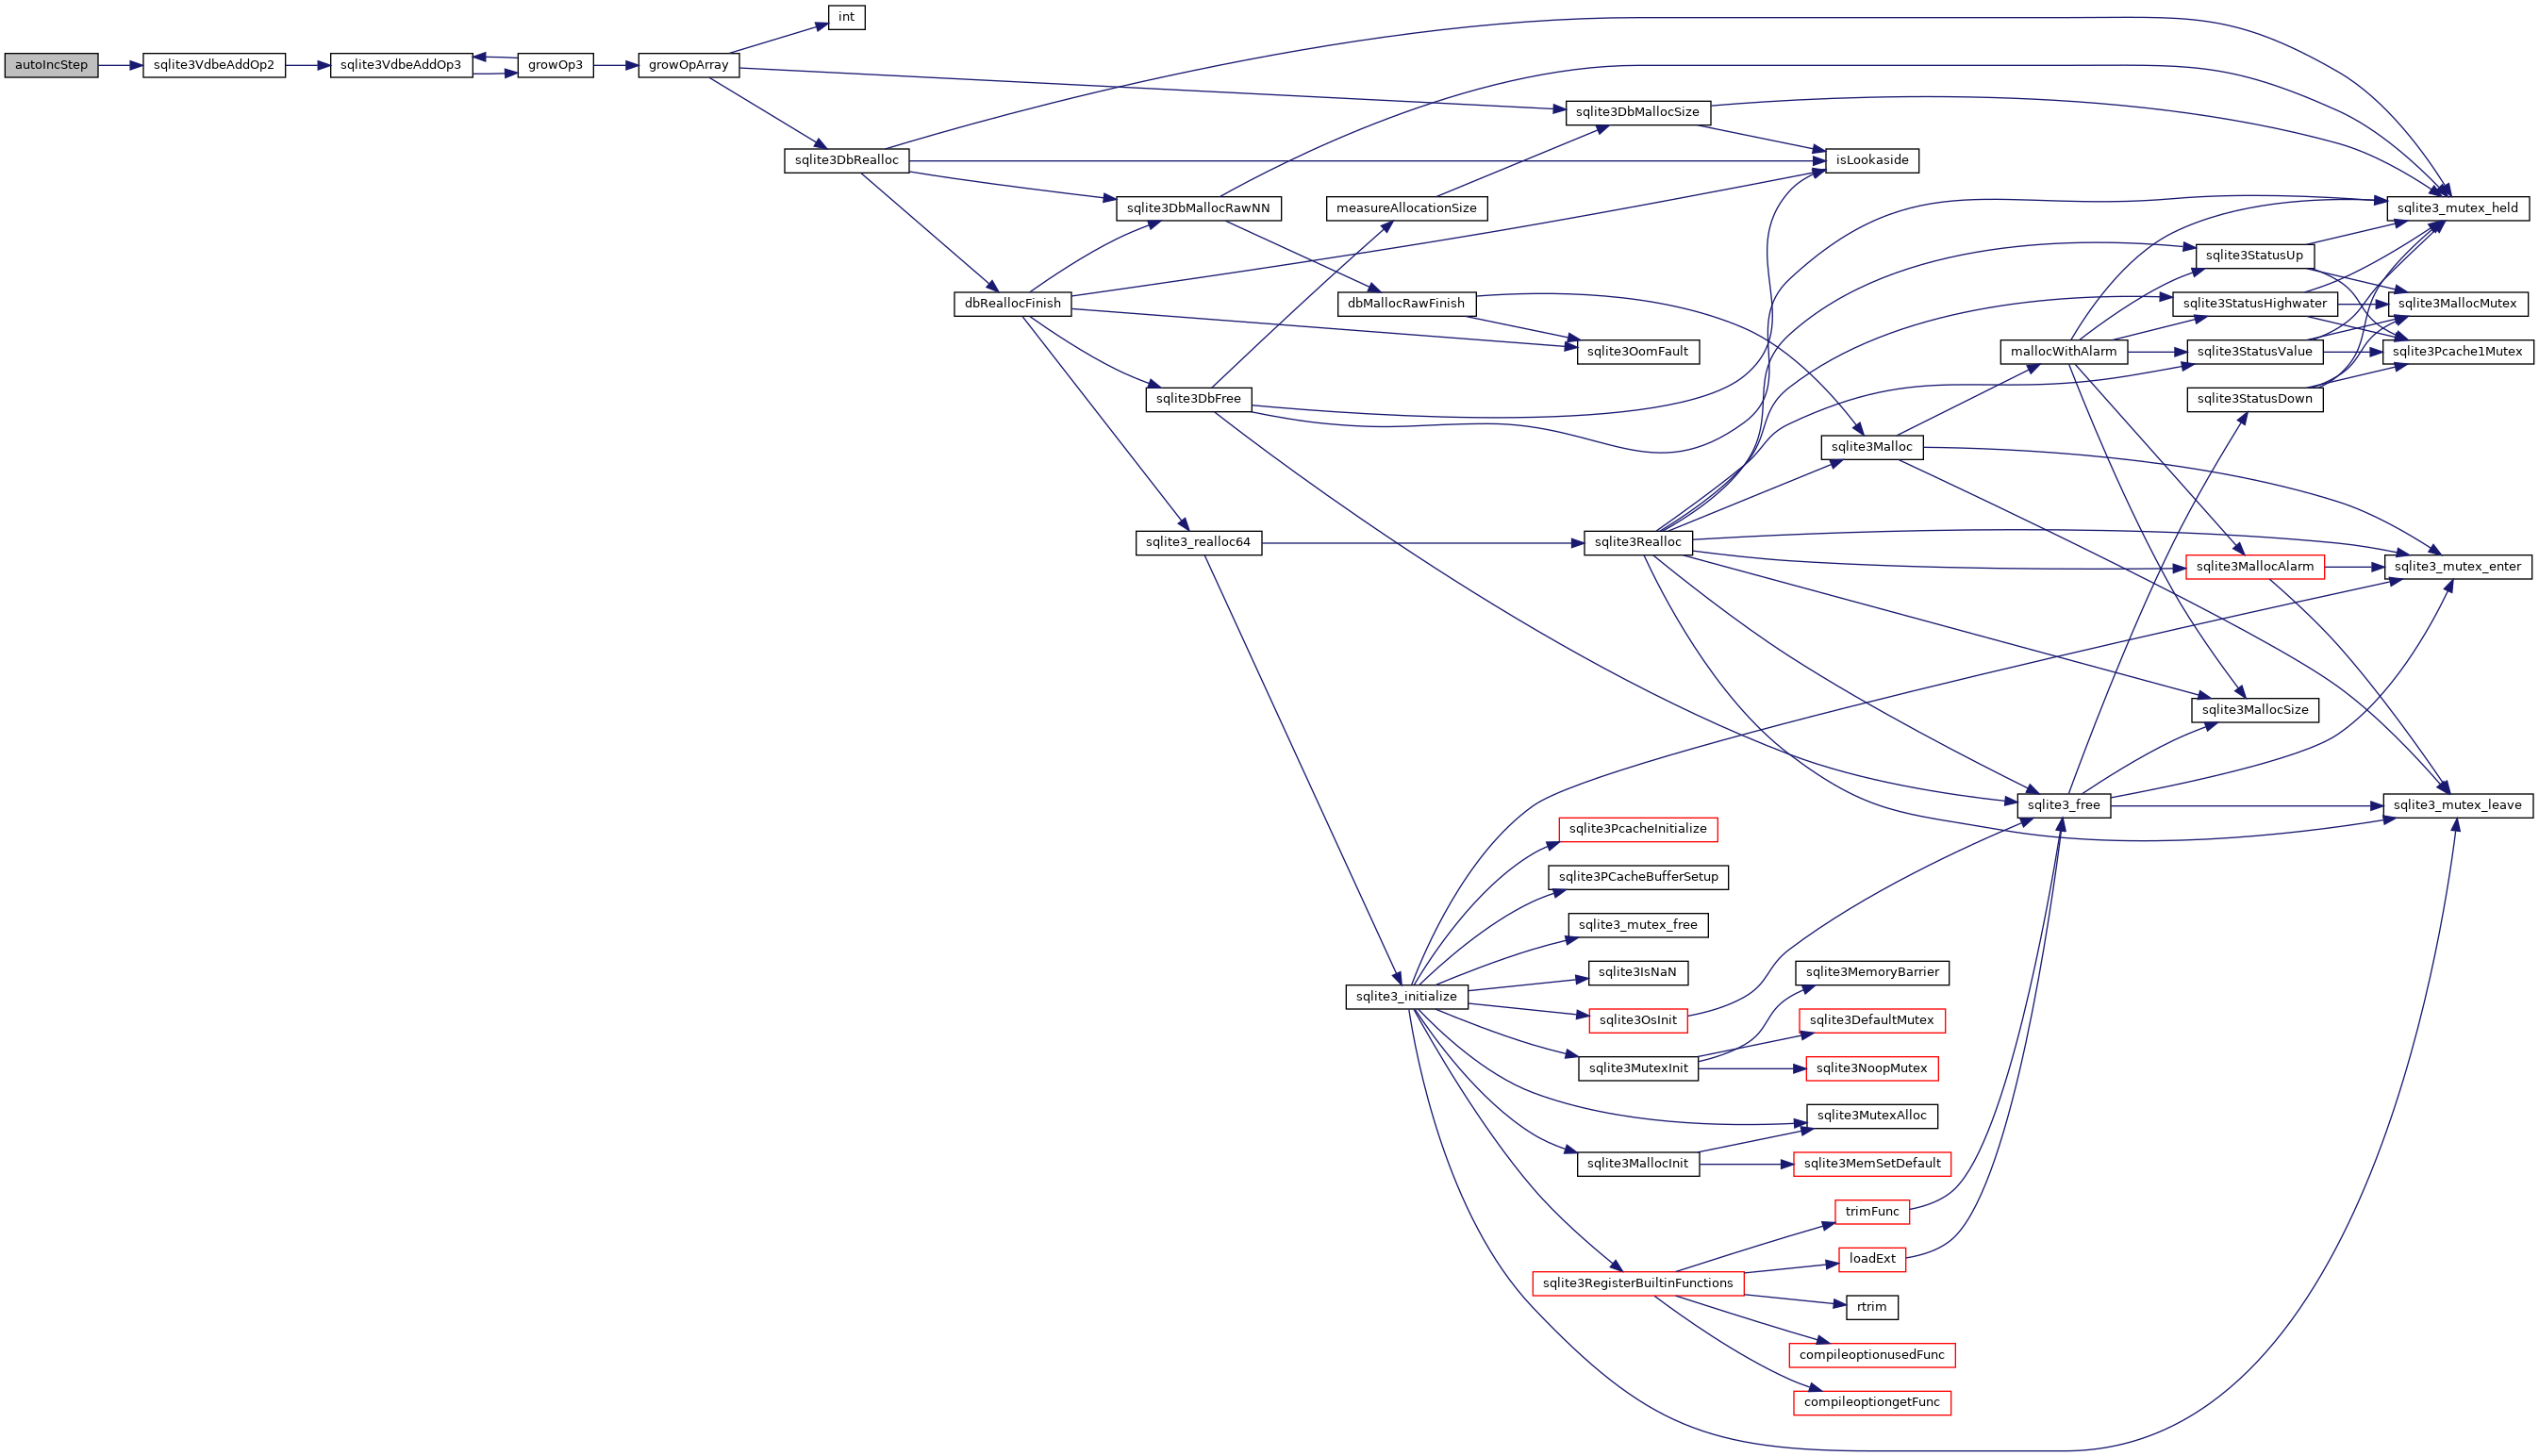 autoIncStep
sqlite3VdbeAddOp2
sqlite3VdbeAddOp3
growOp3
growOpArray
int
sqlite3DbRealloc
sqlite3DbMallocSize
isLookaside
sqlite3DbMallocRawNN
measureAllocationSize
sqlite3_mutex_held
dbReallocFinish
dbMallocRawFinish
sqlite3OomFault
sqlite3DbFree
sqlite3StatusUp
sqlite3StatusHighwater
sqlite3MallocMutex
mallocWithAlarm
sqlite3StatusValue
sqlite3Pcache1Mutex
sqlite3StatusDown
sqlite3Malloc
sqlite3_realloc64
sqlite3Realloc
sqlite3MallocAlarm
sqlite3_mutex_enter
sqlite3MallocSize
sqlite3_free
sqlite3_mutex_leave
sqlite3PcacheInitialize
sqlite3PCacheBufferSetup
sqlite3_mutex_free
sqlite3IsNaN
sqlite3MemoryBarrier
sqlite3_initialize
sqlite3OsInit
sqlite3DefaultMutex
sqlite3MutexInit
sqlite3NoopMutex
sqlite3MutexAlloc
sqlite3MallocInit
sqlite3MemSetDefault
trimFunc
loadExt
sqlite3RegisterBuiltinFunctions
rtrim
compileoptionusedFunc
compileoptiongetFunc